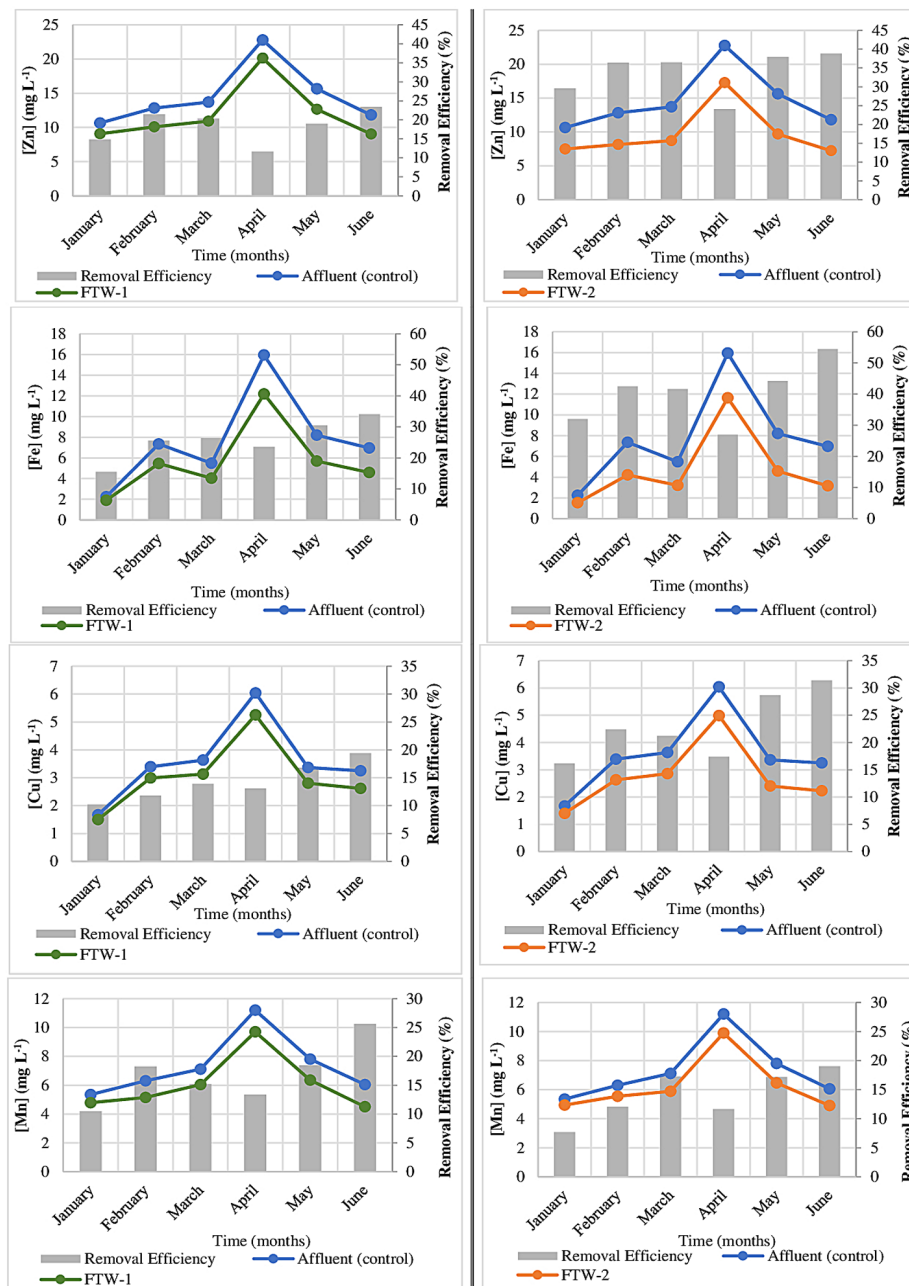 [Zn] (mg L-1)
25
20
15
10
5
0
45
40
35
30
25
20
15
10
5
0
Removal Efficiency (%)
January
February
March
April
May
June
Time (months)
Removal Efficiency
Affluent (control)
FTW-1
[Zn] (mg L-1)
25
20
15
10
5
0
45
40
35
30
25
20
15
10
5
0
Removal Efficiency (%)
January
February
March
April
May
June
Time (months)
Removal Efficiency
Affluent (control)
FTW-2
[Fe] (mg L-1)
18
16
14
12
10
8
6
4
2
0
60
50
40
30
20
10
0
Removal Efficiency (%)
January
February
March
April
May
June
Time (months)
Removal Efficiency
Affluent (control)
FTW-1
[Fe] (mg L-1)
18
16
14
12
10
8
6
4
2
0
60
50
40
30
20
10
0
Removal Efficiency (%)
January
February
March
April
May
June
Time (months)
Removal Efficiency
Affluent (control)
FTW-2
[Cu] (mg L-1)
7
6
5
4
3
2
1
0
35
30
25
20
15
10
5
0
Removal Efficiency (%)
January
February
March
April
May
June
Time (months)
Removal Efficiency
Affluent (control)
FTW-1
[Cu] (mg L-1)
7
6
5
4
3
2
1
0
35
30
25
20
15
10
5
0
Removal Efficiency (%)
January
February
March
April
May
June
Time (months)
Removal Efficiency
Affluent (control)
FTW-2
[Mn] (mg L-1)
12
10
8
6
4
2
0
30
25
20
15
10
5
0
Removal Efficiency (%)
January
February
March
April
May
June
Time (months)
Removal Efficiency
Affluent (control)
FTW-1
[Mn] (mg L-1)
12
10
8
6
4
2
0
30
25
20
15
10
5
0
Removal Efficiency (%)
January
February
March
April
May
June
Time (months)
Removal Efficiency
Affluent (control)
FTW-2